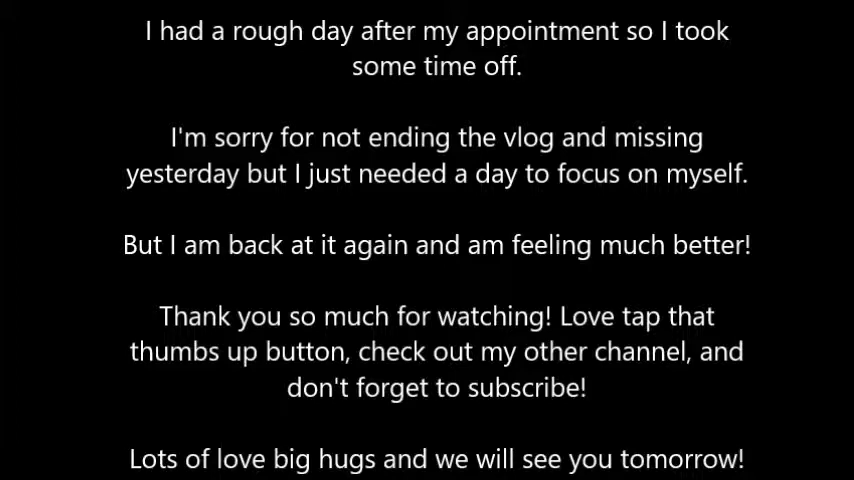 I had a rough day after my appointment so I took
some time off.
I'm sorry for not ending the vlog and missing
yesterday but I just needed a day to focus on myself.
But I am back at it again and am feeling much better!
Thank you so much for watching! Love tap that
thumbs up button, check out my other channel, and
don't forget to subscribe!
Lots of love big hugs and we will see you tomorrow!